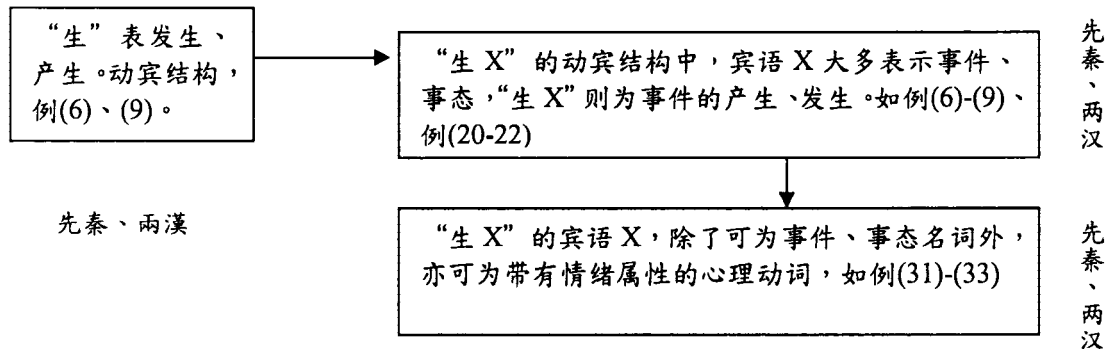 “生”表发生、
产生。动宾结构，
例(6)、(9)。
“生 X”的动宾结构中，宾语 X 大多表示事件、
事态，“生 X”则为事件的产生、发生。如例(6)-(9)、
例(20-22)
先秦、两汉
先秦、兩漢
“生 X”的宾语 X，除了可为事件、事态名词外，
亦可为带有情绪属性的心理动词，如例(31)-(33)
先秦、两汉